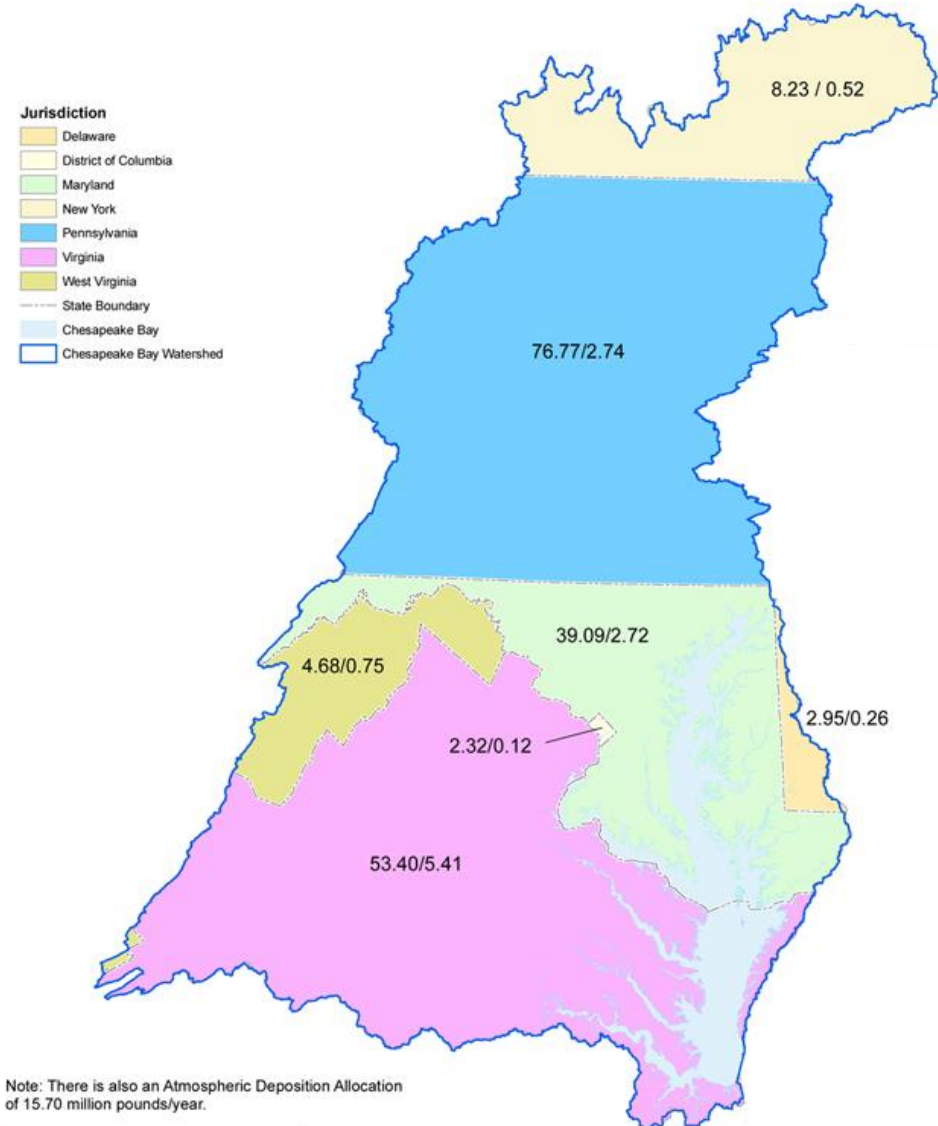 Jurisdiction
Delaware
District of Columbia
Maryland
New York
Pennsylvania
Virginia
West Virginia
State Boundary
Chesapeake Bay
Chesapeake Bay Watershed
8.23 / 0.52
76.77/2.74
39.09/2.72
4.68/0.75
2.95/0.26
2.32/0.12
53.40/5.41
Note: There is also an Atmospheric Deposition Allocation
of 15.70 million pounds/year.